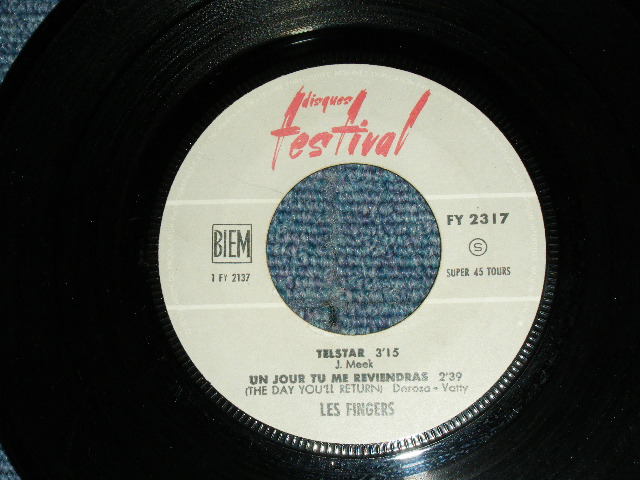 disques
festival
BIEM
FY 2317
S
1 FY 2137
SUPER 45 TOURS
TELSTAR 3'15
J. Meek
UN JOUR TU ME REVIENDRAS 2'39
(THE DAY YOU'LL RETURN) Dorosa - Vatty
LES FINGERS